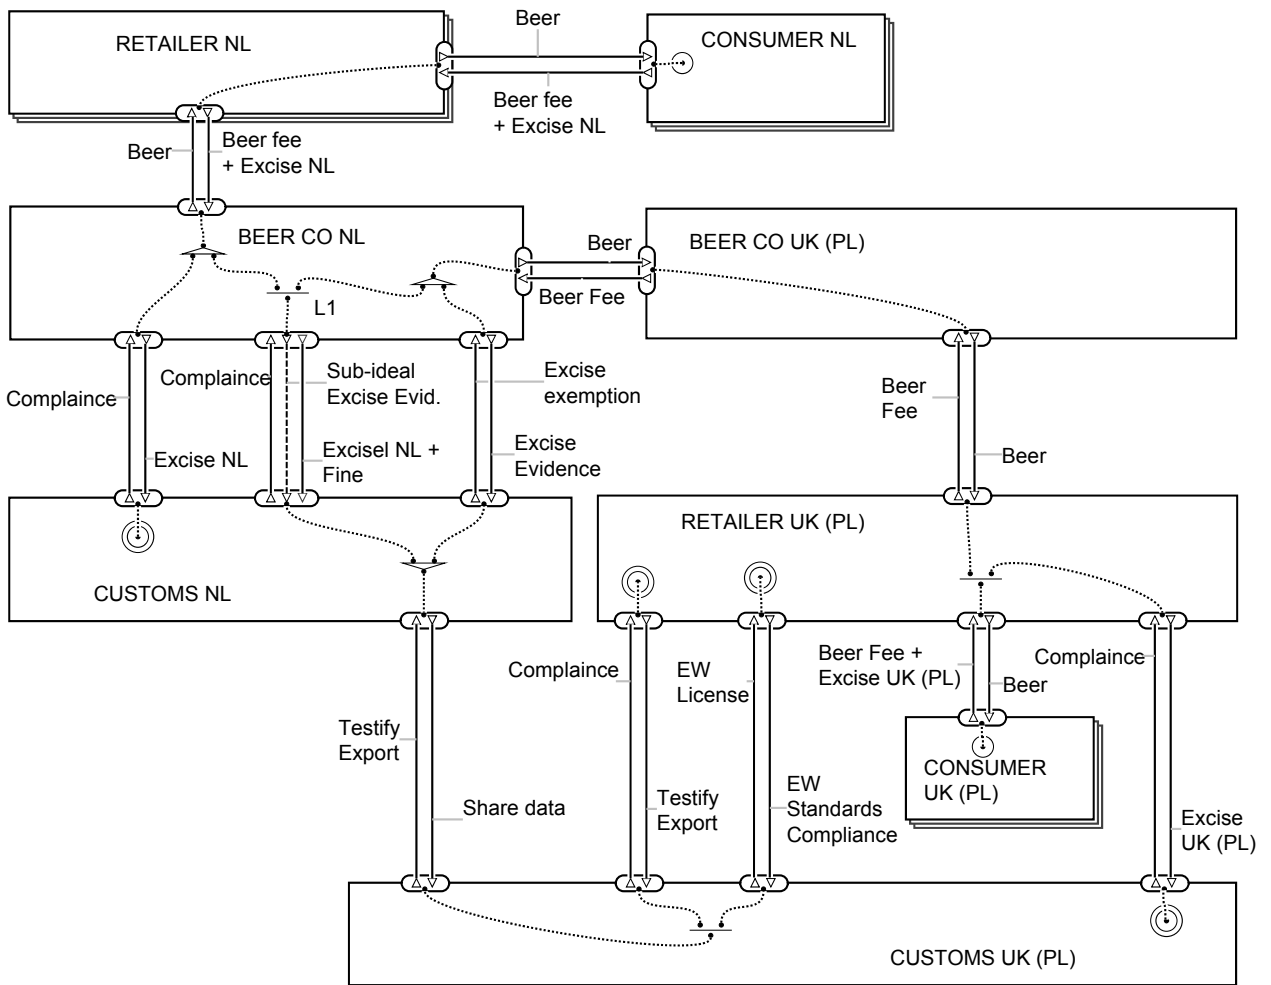 RETAILER NL
Beer
CONSUMER NL
Beer fee
+ Excise NL
Beer
Beer fee
+ Excise NL
BEER CO NL
L1
Beer
Beer Fee
BEER CO UK (PL)
Complaince
Excise NL
Complaince
Sub-ideal
Excise Evid.
Excisel NL +
Fine
Excise
exemption
Excise
Evidence
Beer
Fee
Beer
CUSTOMS NL
RETAILER UK (PL)
Testify
Export
Share data
Complaince
Testify
Export
EW
License
EW
Standards
Compliance
Beer Fee +
Excise UK (PL)
Beer
CONSUMER
UK (PL)
Complaince
Excise
UK (PL)
CUSTOMS UK (PL)